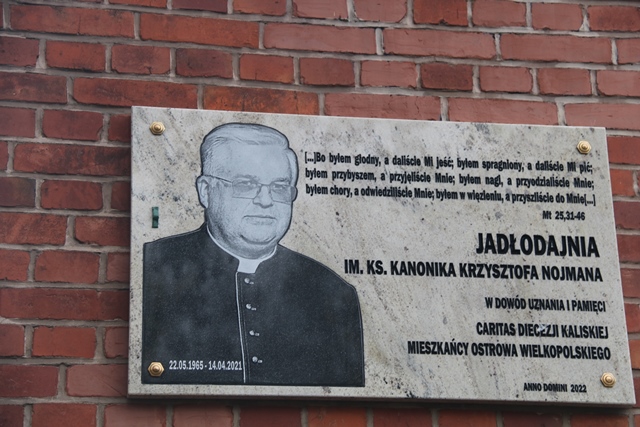 [...]Bo byłem głodny, a daliście Mi jeść; byłem spragniony, a daliście Mi pić;
byłem przybyszem, a przyjęliście Mnie; byłem nagi, a przyodzialiście Mnie;
byłem chory, a odwiedziliście Mnie; byłem w więzieniu, a przyszliście do Mnie[...]
Mt 25,31-46
JADŁODAJNIA
IM. KS. KANONIKA KRZYSZTOFA NOJMANA
W DOWÓD UZNANIA I PAMIĘCI
CARITAS DIECEZJI KALISKIEJ
MIESZKAŃCY OSTROWA WIELKOPOLSKIEGO
22.05.1965 - 14.04.2021
ANNO DOMINI 2022